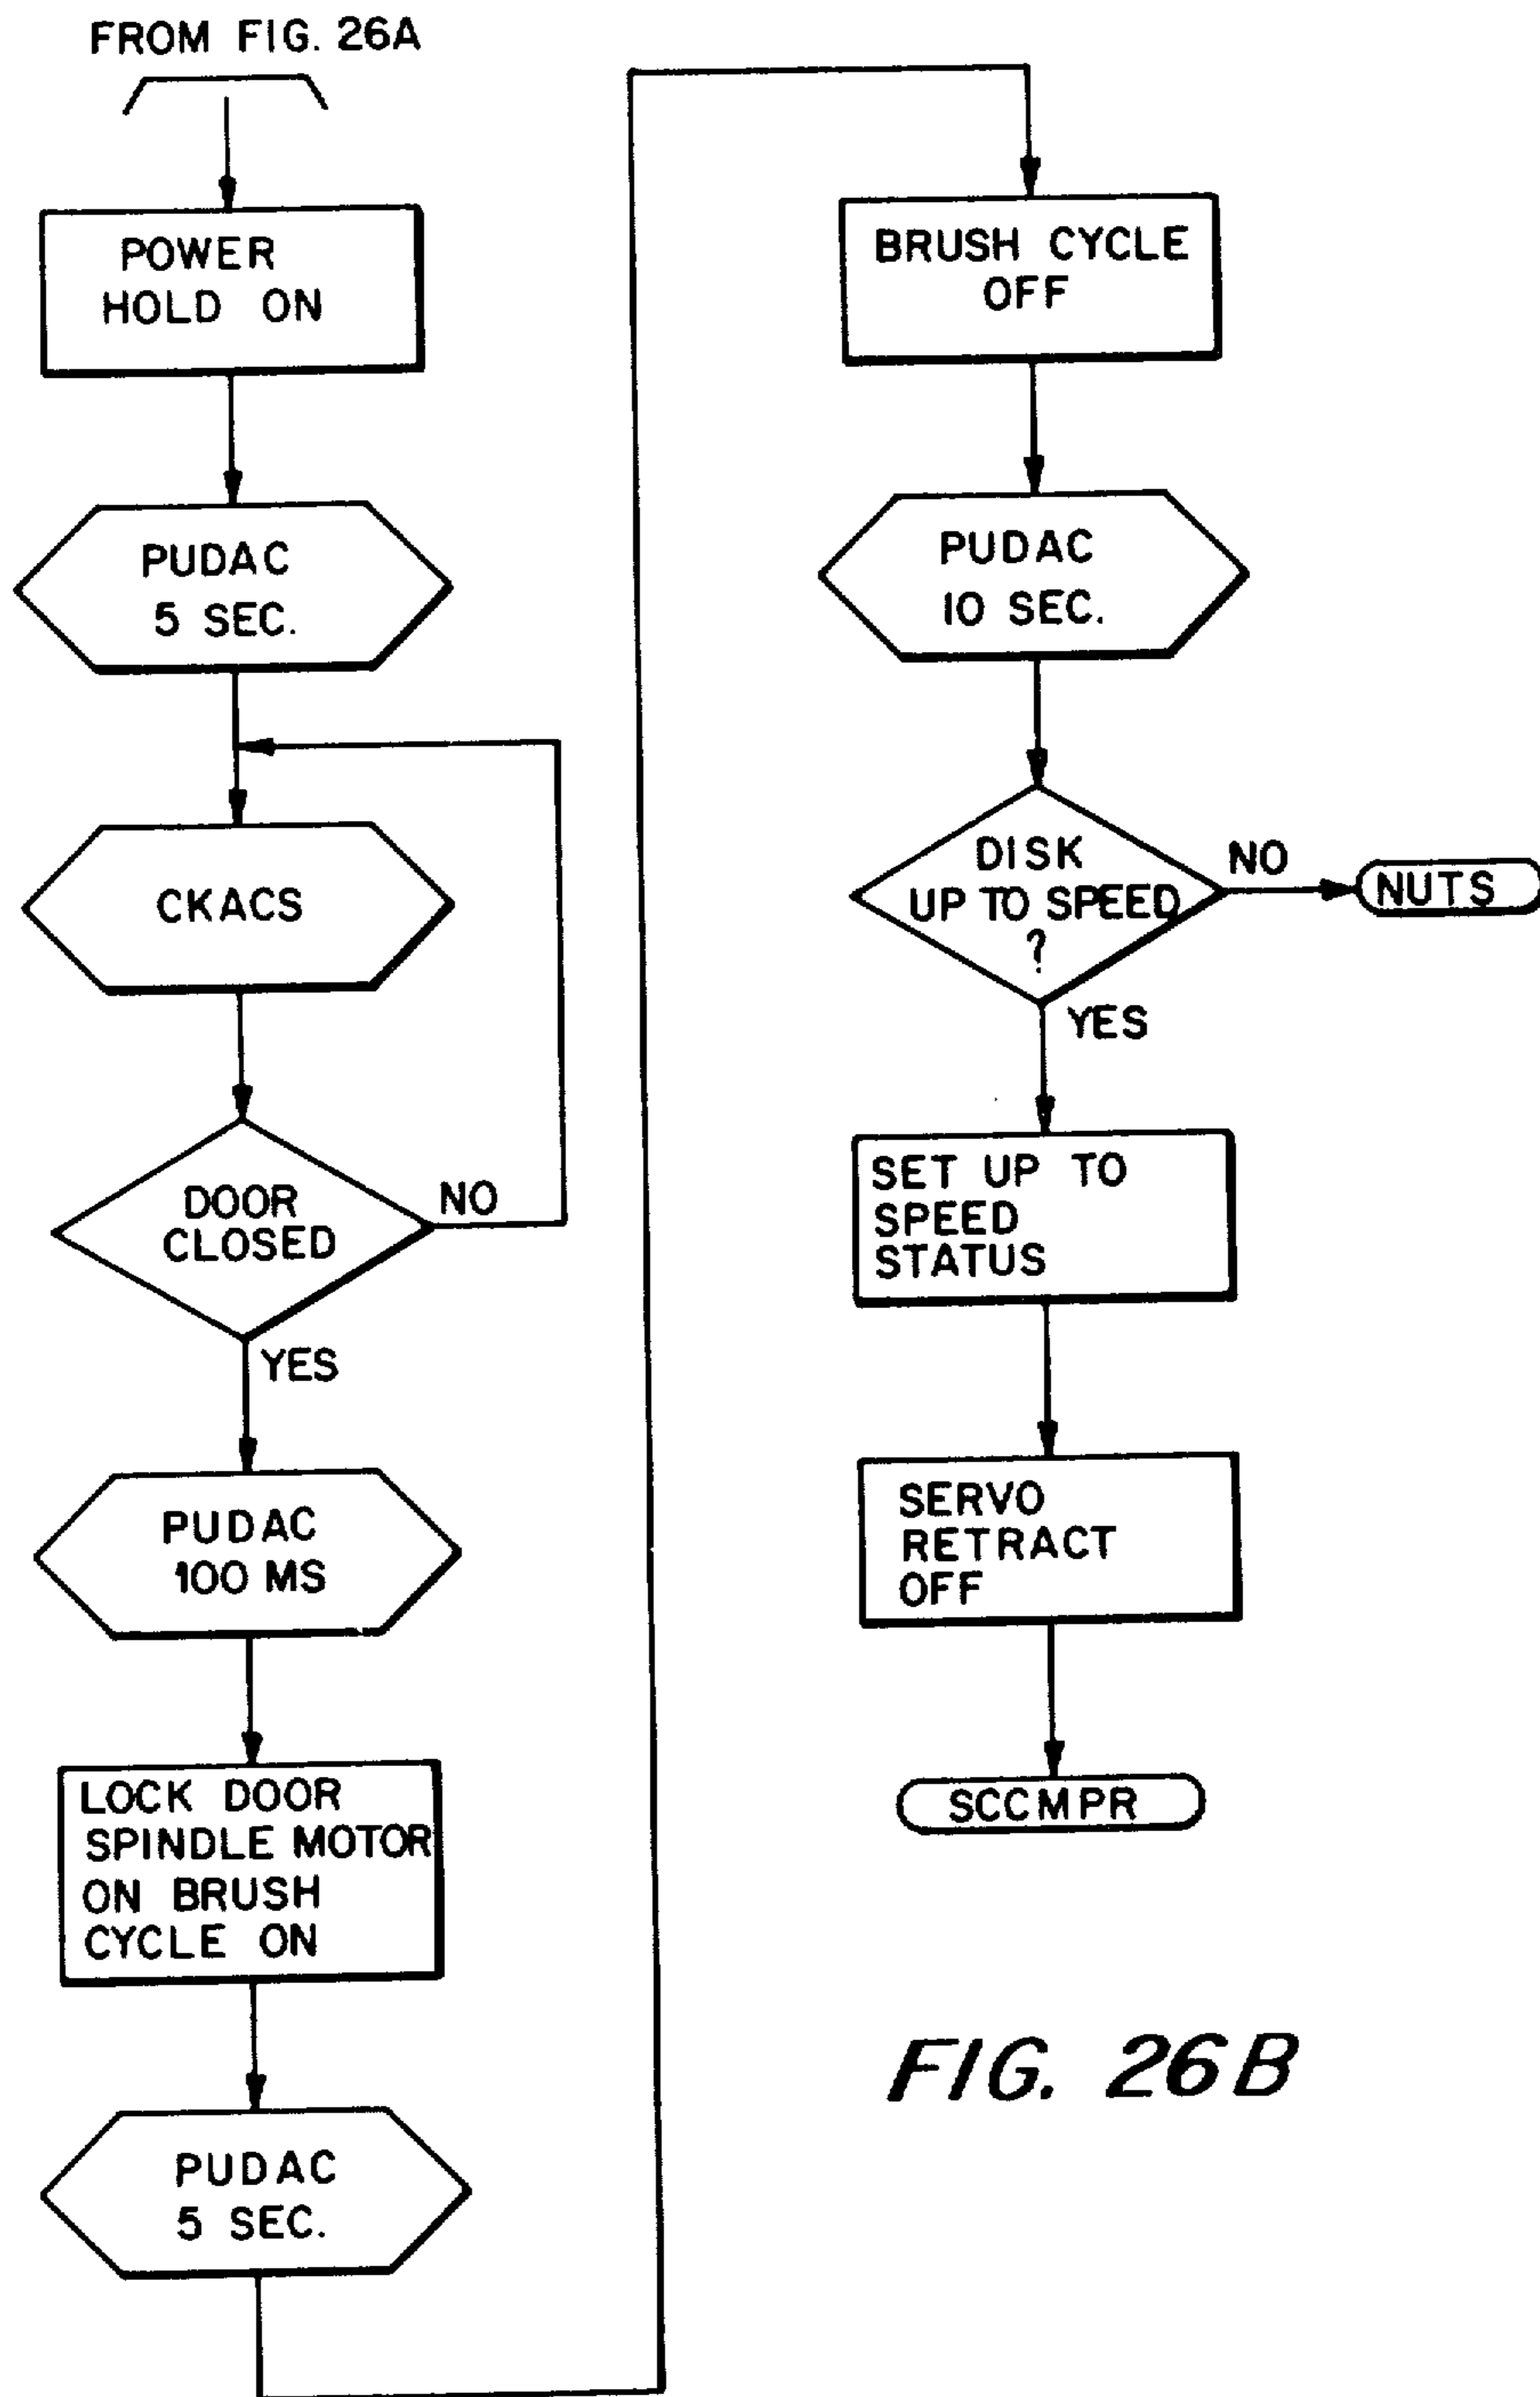 FROM FIG. 26A
POWER
HOLD ON
PUDAC
5 SEC.
CKACS
DOOR
CLOSED
NO
YES
PUDAC
100 MS
LOCK DOOR
SPINDLE MOTOR
ON BRUSH
CYCLE ON
PUDAC
5 SEC.
BRUSH CYCLE
OFF
PUDAC
10 SEC.
DISK
UP TO SPEED
?
NO
NUTS
YES
SET UP TO
SPEED
STATUS
SERVO
RETRACT
OFF
SCCMPR
FIG. 26B